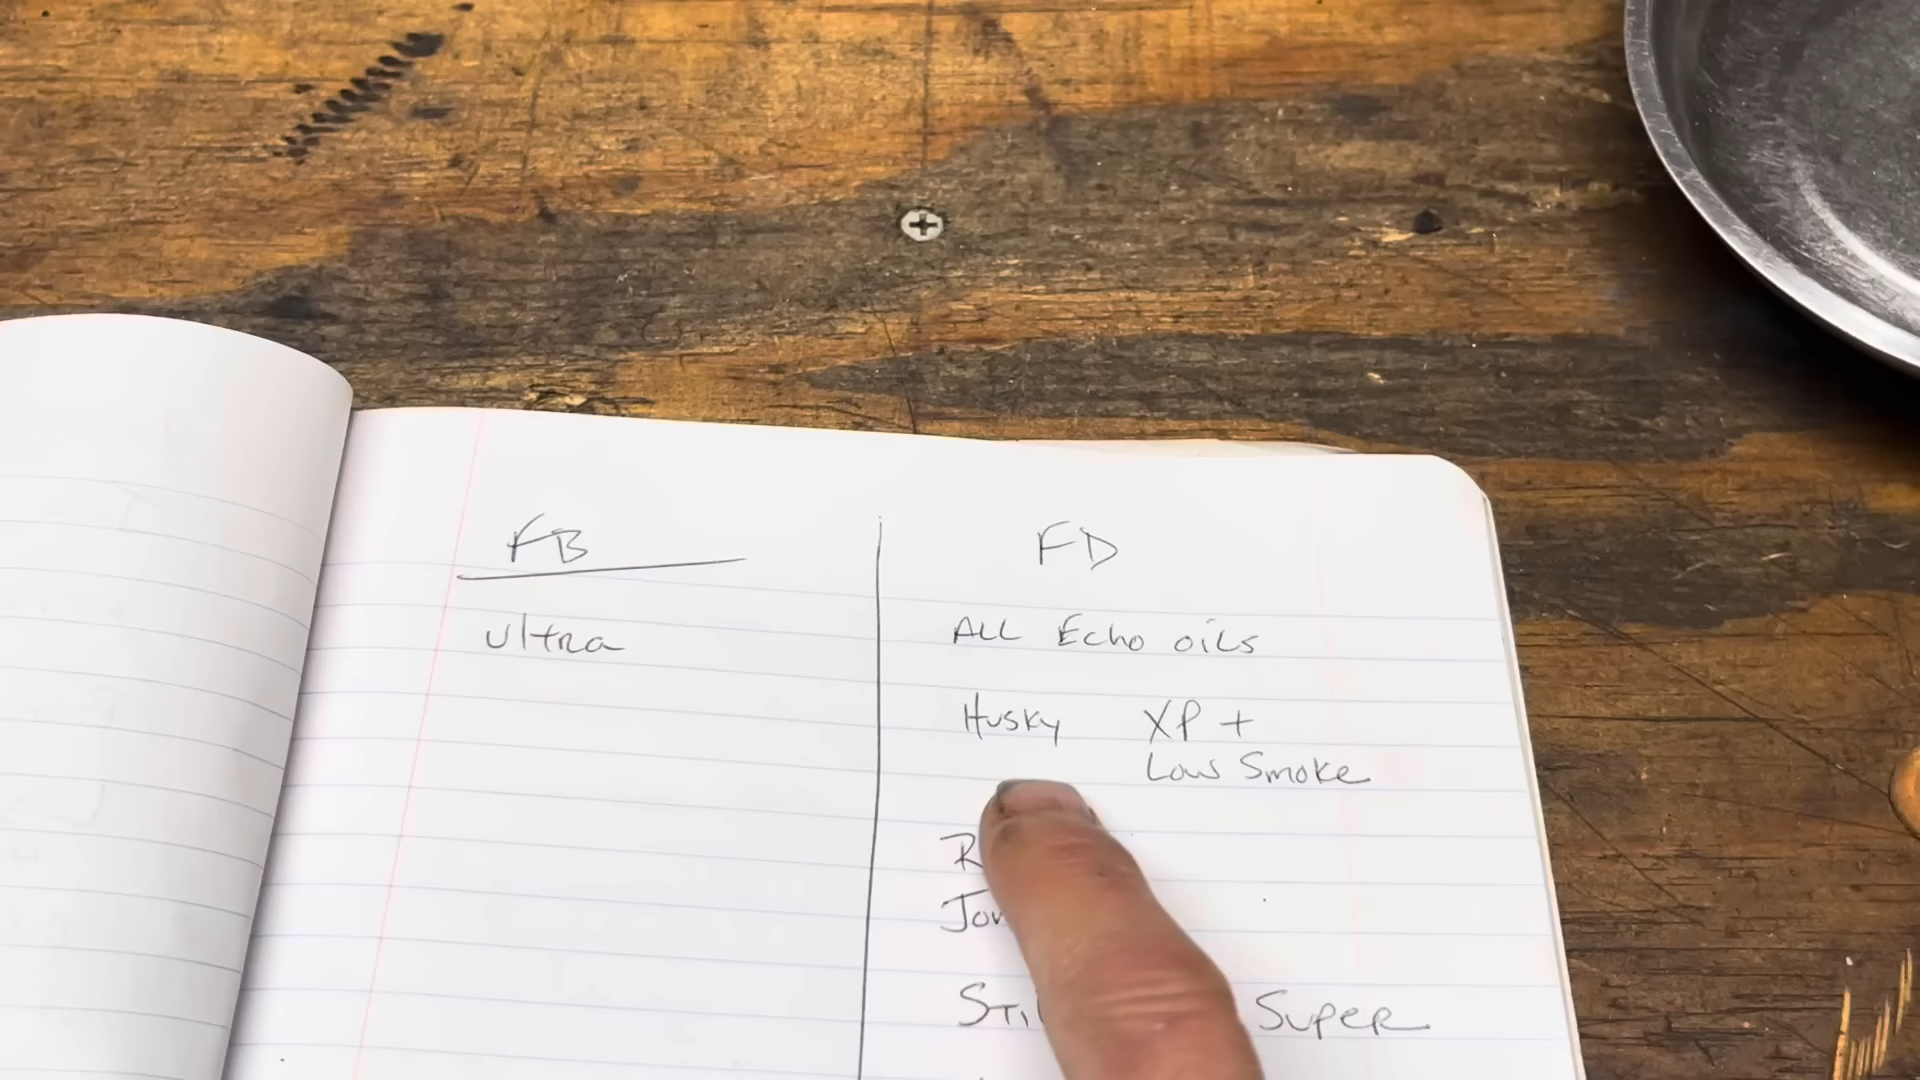 FB
Ultra
FD
ALL Echo oils
Husky XP +
Low Smoke
Super